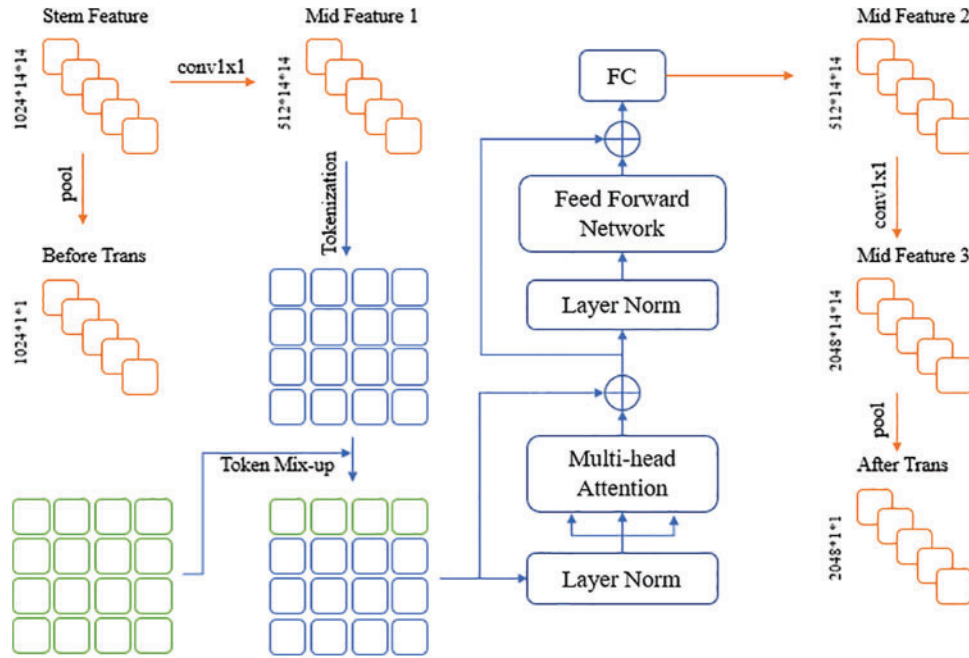 Stem Feature
1024*14*14
conv1x1
Mid Feature 1
512*14*14
pool
Before Trans
1024*1*1
Tokenization
Token Mix-up
FC
Feed Forward
Network
Layer Norm
Multi-head
Attention
Layer Norm
Mid Feature 2
512*14*14
conv1x1
Mid Feature 3
2048*14*14
pool
After Trans
2048*1*1